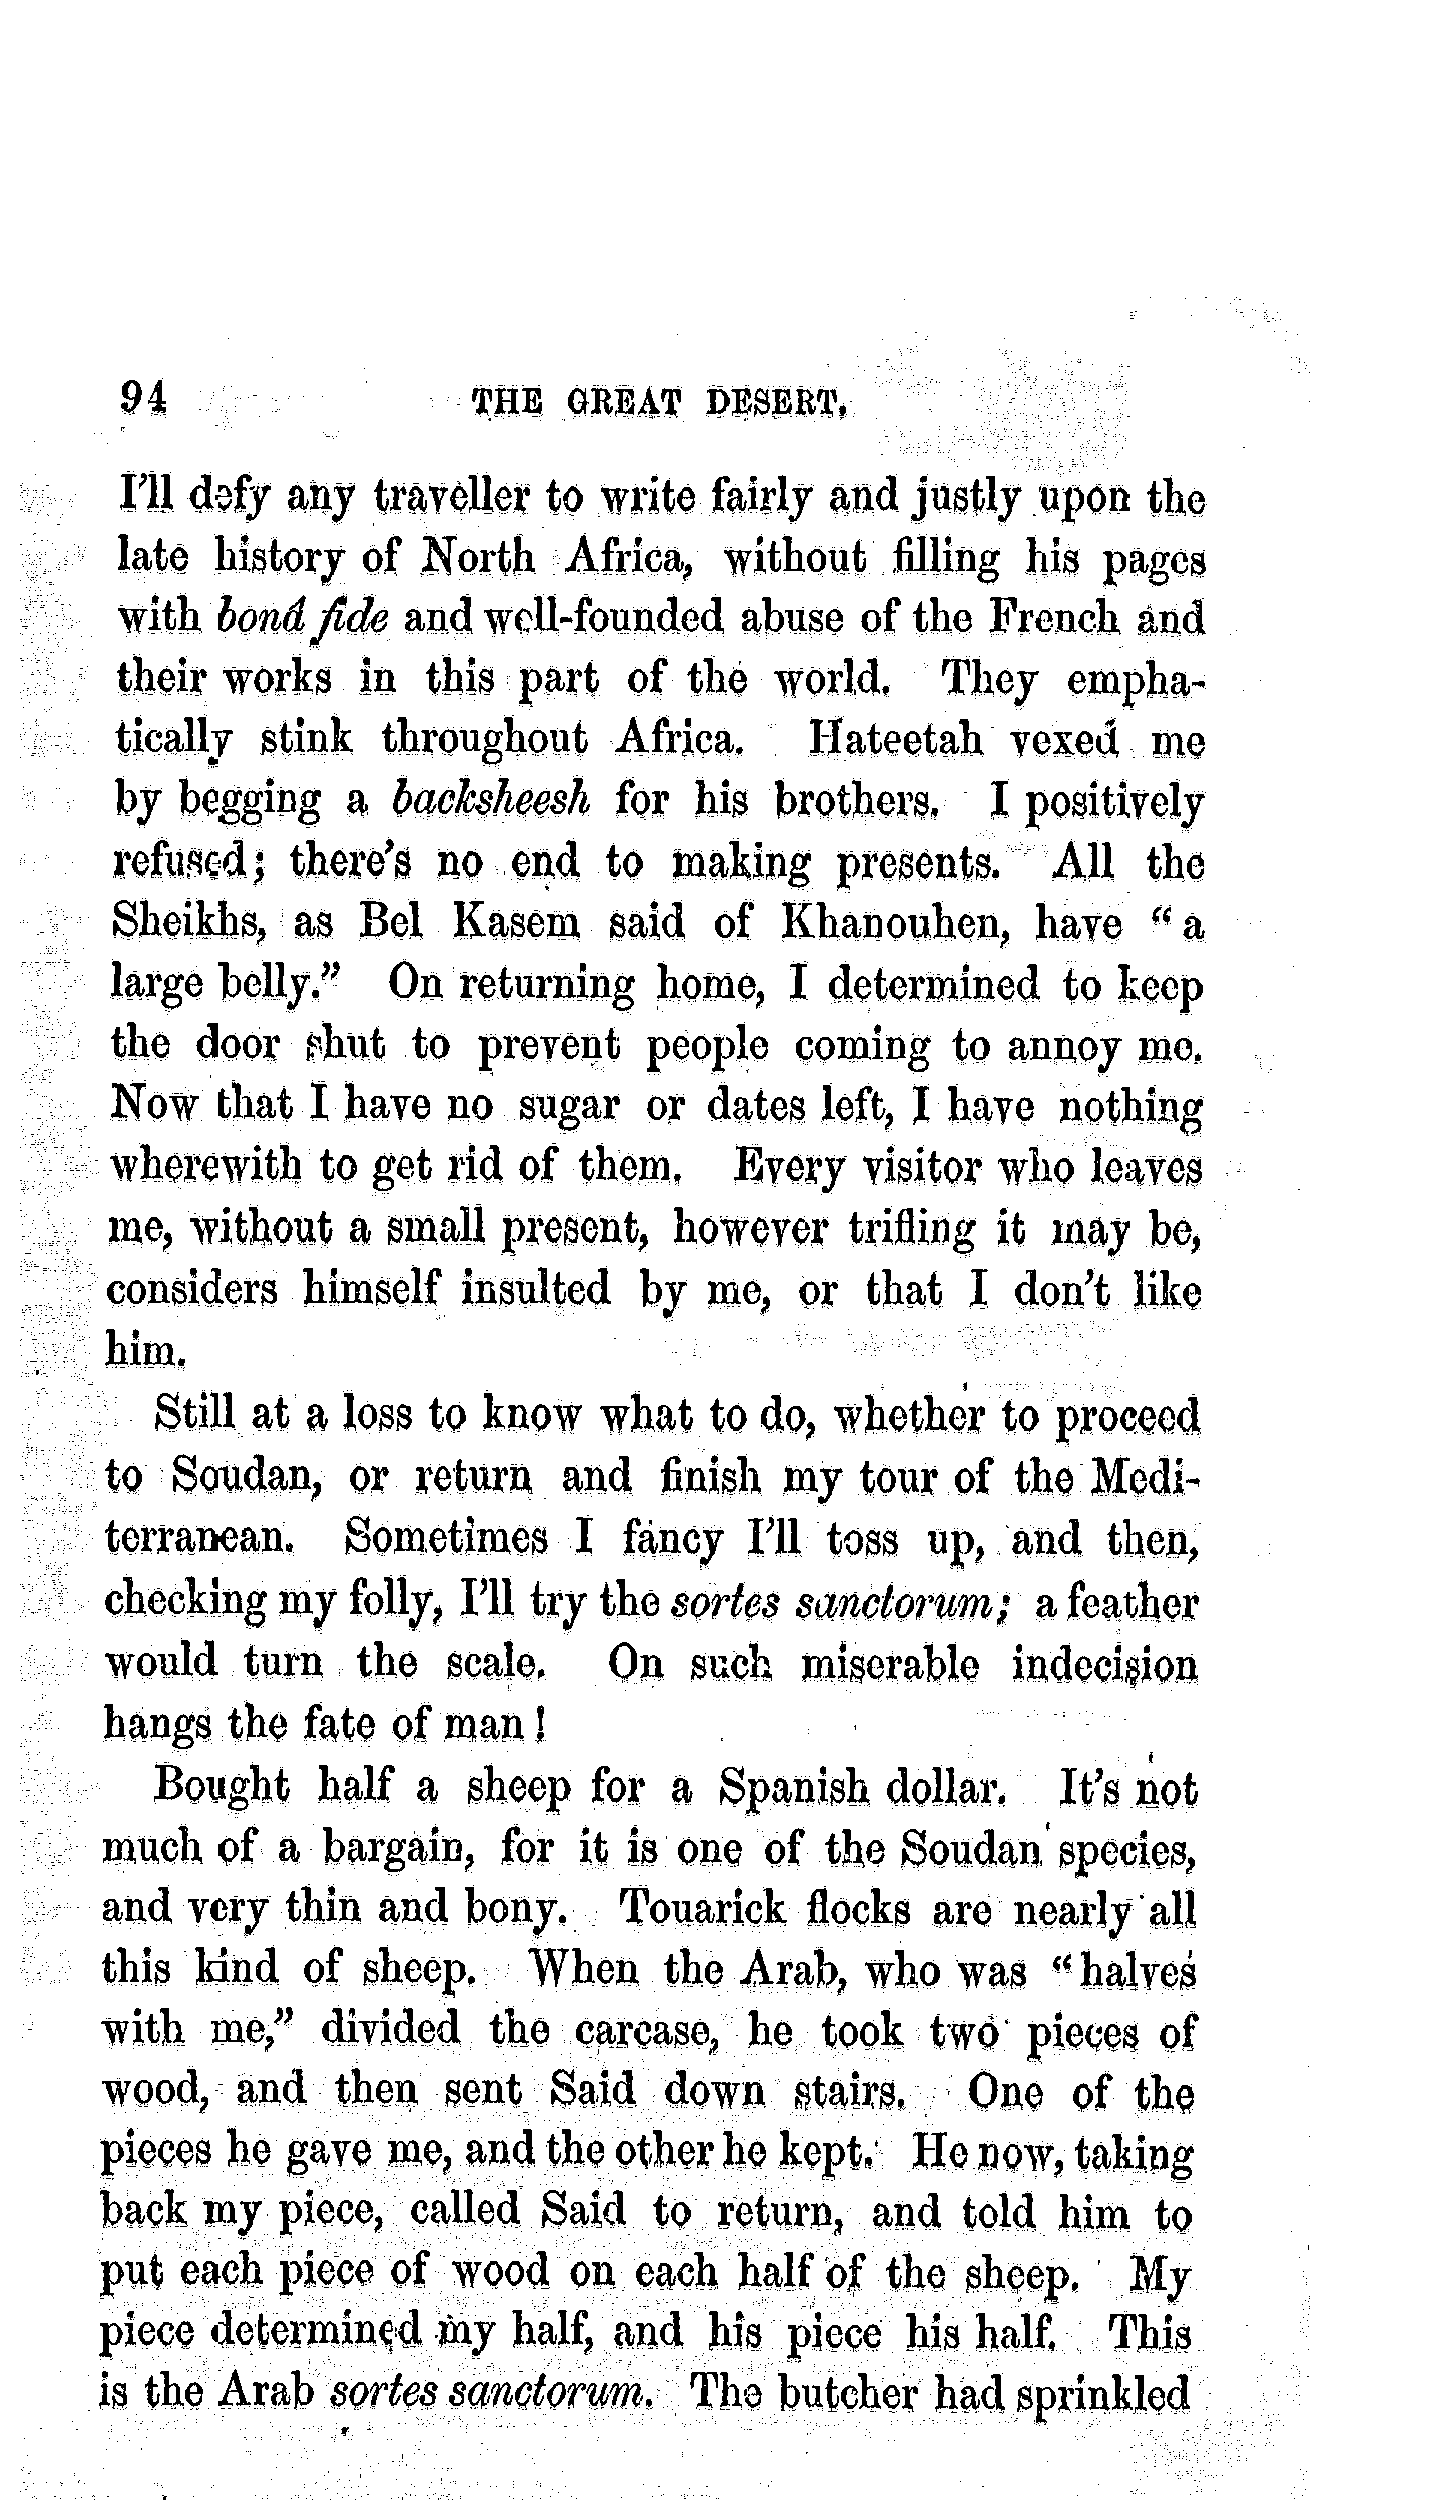 94 THE GREAT DESERT.
I'll defy any traveller to write fairly and justly upon the
late history of North Africa, without filling his pages
with bonâ fide and well-founded abuse of the French and
their works in this part of the world. They empha-
tically stink throughout Africa. Hateetah vexed me
by begging a backsheesh for his brothers. I positively
refused; there's no end to making presents. All the
Sheikhs, as Bel Kasem said of Khanouhen, have "a
large belly." On returning home, I determined to keep
the door shut to prevent people coming to annoy me.
Now that I have no sugar or dates left, I have nothing
wherewith to get rid of them. Every visitor who leaves
me, without a small present, however trifling it may be,
considers himself insulted by me, or that I don't like
him.
Still at a loss to know what to do, whether to proceed
to Soudan, or return and finish my tour of the Medi-
terranean. Sometimes I fancy I'll toss up, and then,
checking my folly, I'll try the sortes sanctorum; a feather
would turn the scale. On such miserable indecision
hangs the fate of man!
Bought half a sheep for a Spanish dollar. It's not
much of a bargain, for it is one of the Soudan species,
and very thin and bony. Touarick flocks are nearly all
this kind of sheep. When the Arab, who was "halves
with me," divided the carcase, he took two pieces of
wood, and then sent Said down stairs. One of the
pieces he gave me, and the other he kept. He now, taking
back my piece, called Said to return, and told him to
put each piece of wood on each half of the sheep. My
piece determined my half, and his piece his half. This
is the Arab sortes sanctorum. The butcher had sprinkled